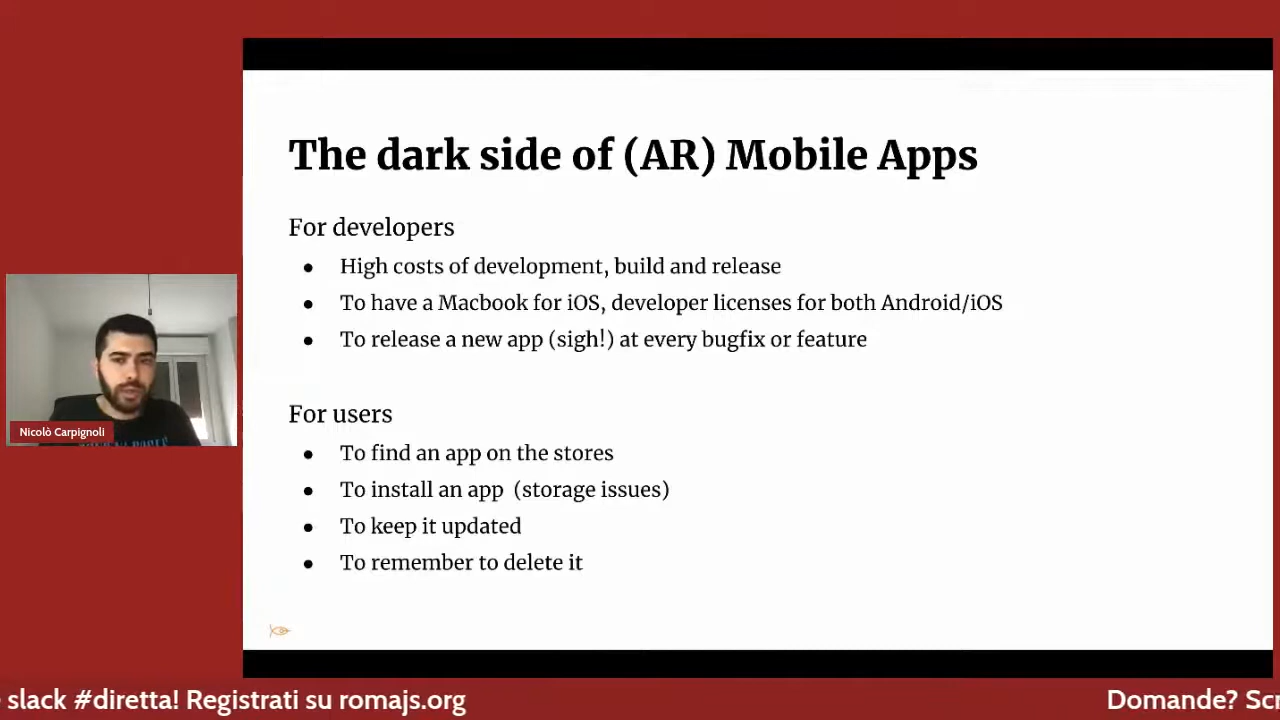 The dark side of (AR) Mobile Apps
For developers
● High costs of development, build and release
● To have a Macbook for iOS, developer licenses for both Android/iOS
● To release a new app (sigh!) at every bugfix or feature
For users
● To find an app on the stores
● To install an app (storage issues)
● To keep it updated
● To remember to delete it
Nicolò Carpignoli
slack #diretta! Registrati su romajs.org
Domande?